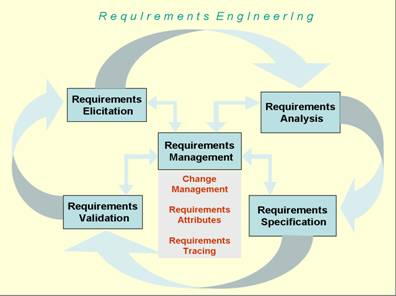 Requirements Engineering
Requirements
Elicitation
Requirements
Analysis
Requirements
Management
Change
Management
Requirements
Attributes
Requirements
Tracing
Requirements
Validation
Requirements
Specification